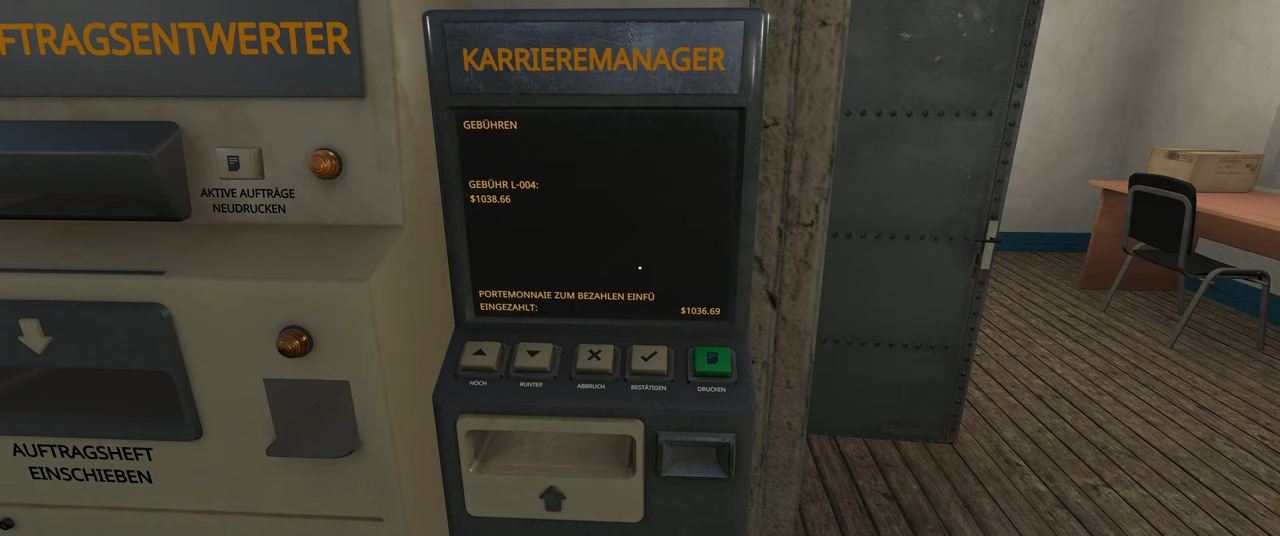 FTRAGSENTWERTER
AKTIVE AUFTRÄGE
NEUDRUCKEN
AUFTRAGSHEFT
EINSCHIEBEN
KARRIEREMANAGER
GEBÜHREN
GEBÜHR L-004:
$1038.66
PORTEMONNAIE ZUM BEZAHLEN EINFÜ
EINGEZAHLT: $1036.69
HOCH RUNTER ABBRUCH BESTÄTIGEN DRUCKEN